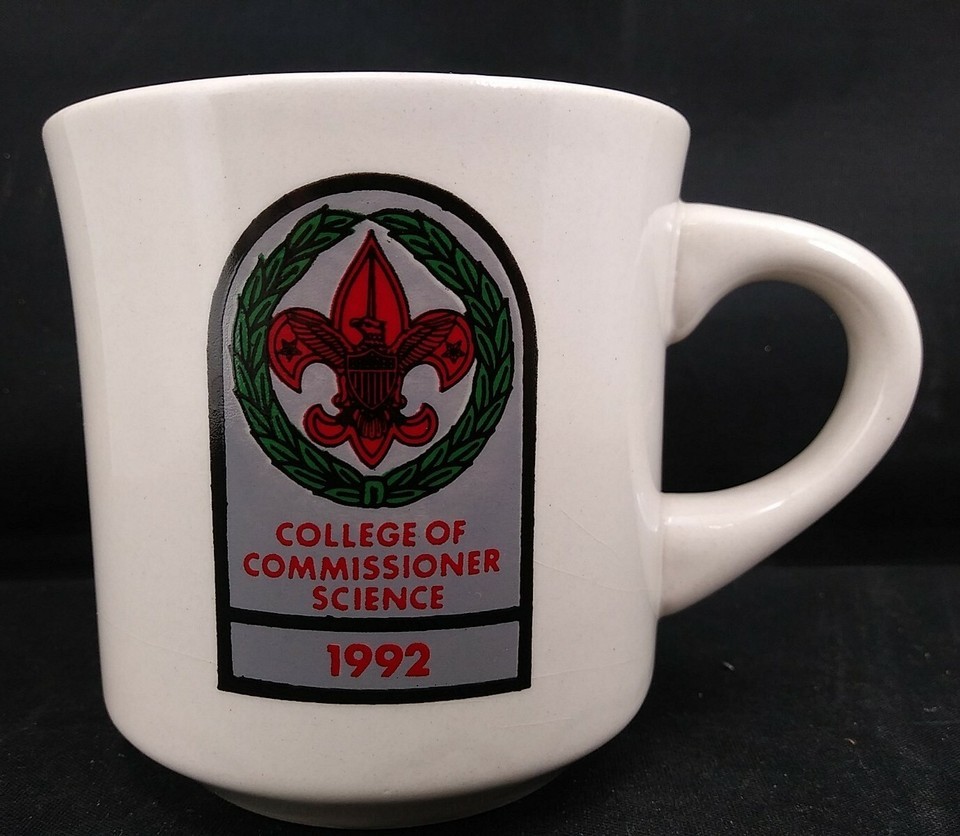 COLLEGE OF
COMMISSIONER
SCIENCE
1992